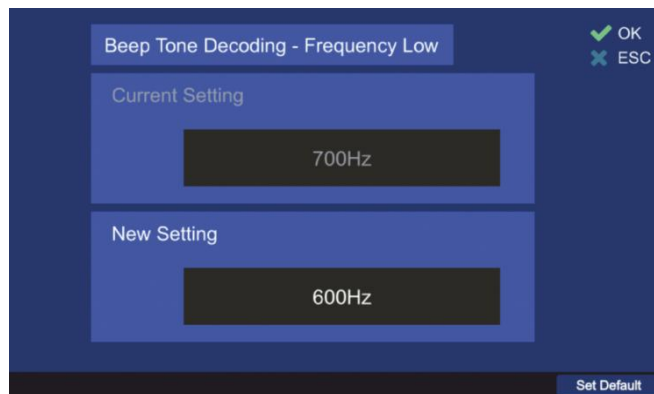 Beep Tone Decoding - Frequency Low
OK
ESC
Current Setting
700Hz
New Setting
600Hz
Set Default